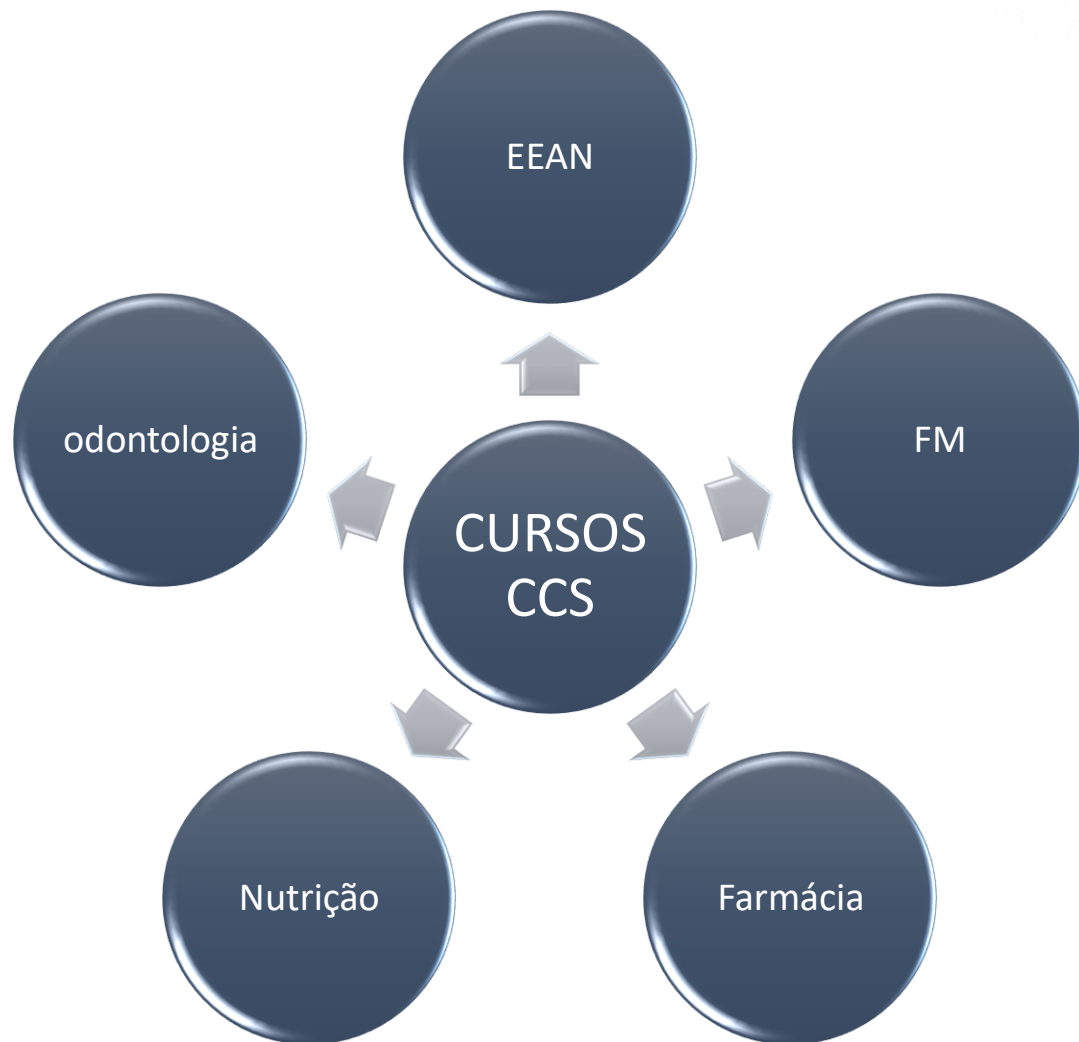 EEAN
odontologia
FM
CURSOS
CCS
Nutrição
Farmácia